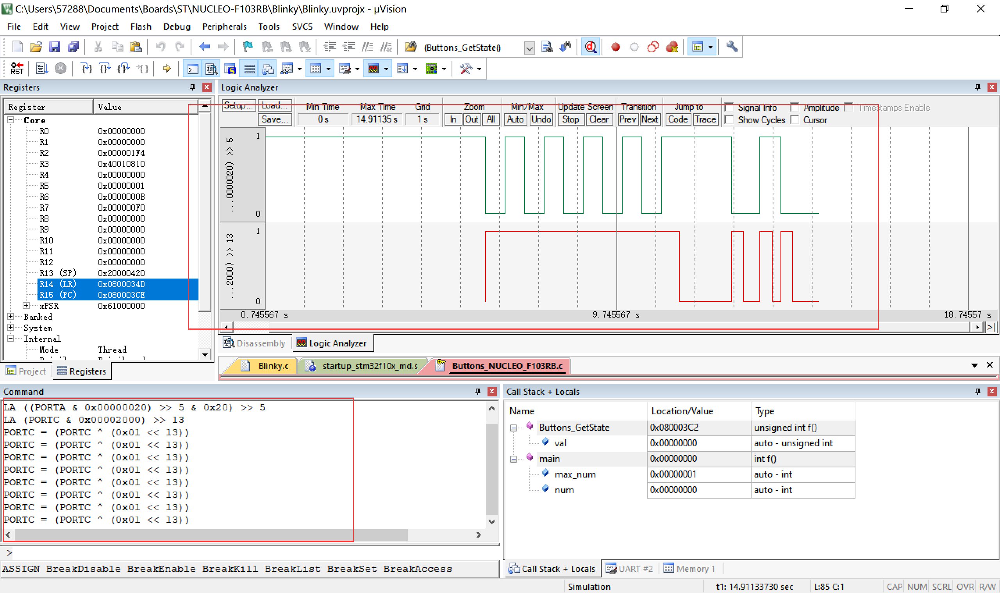 C:\Users\57288\Documents\Boards\ST\NUCLEO-F103RB\Blinky\Blinky.uvprojx - µVision
File Edit View Project Flash Debug Peripherals Tools SVCS Window Help
(Buttons_GetState()
RST
Registers
Register Value
Core
R0 0x00000000
R1 0x00000000
R2 0x000001F4
R3 0x40010810
R4 0x00000000
R5 0x00000001
R6 0x0000000B
R7 0x000000F0
R8 0x00000000
R9 0x00000000
R10 0x00000000
R11 0x00000000
R12 0x00000000
R13 (SP) 0x20000420
R14 (LR) 0x0800034D
R15 (PC) 0x080003CE
xPSR 0x61000000
Banked
System
Internal
Mode Thread
Project Registers
Logic Analyzer
Setup... Load... Min Time Max Time Grid Zoom Min/Max Update Screen Transition Jump to Signal Info Amplitude Timestamps Enable
Save... 0 s 14.91135 s 1 s In Out All Auto Undo Stop Clear Prev Next Code Trace Show Cycles Cursor
...0000020) >> 5
1
0
...2000) >> 13
1
0
0.745567 s 9.745567 s 18.74557 s
Disassembly Logic Analyzer
Blinky.c startup_stm32f10x_md.s Buttons_NUCLEO_F103RB.c
Command
LA ((PORTA & 0x00000020) >> 5 & 0x20) >> 5
LA (PORTC & 0x00002000) >> 13
PORTC = (PORTC ^ (0x01 << 13))
PORTC = (PORTC ^ (0x01 << 13))
PORTC = (PORTC ^ (0x01 << 13))
PORTC = (PORTC ^ (0x01 << 13))
PORTC = (PORTC ^ (0x01 << 13))
PORTC = (PORTC ^ (0x01 << 13))
PORTC = (PORTC ^ (0x01 << 13))
PORTC = (PORTC ^ (0x01 << 13))
>
ASSIGN BreakDisable BreakEnable BreakKill BreakList BreakSet BreakAccess
Call Stack + Locals
Name Location/Value Type
Buttons_GetState 0x080003C2 unsigned int f()
val 0x00000000 auto - unsigned int
main 0x00000000 int f()
max_num 0x00000001 auto - int
num 0x00000000 auto - int
Call Stack + Locals UART #2 Memory 1
Simulation t1: 14.91133730 sec L:85 C:1 CAP NUM SCRL OVR R/W